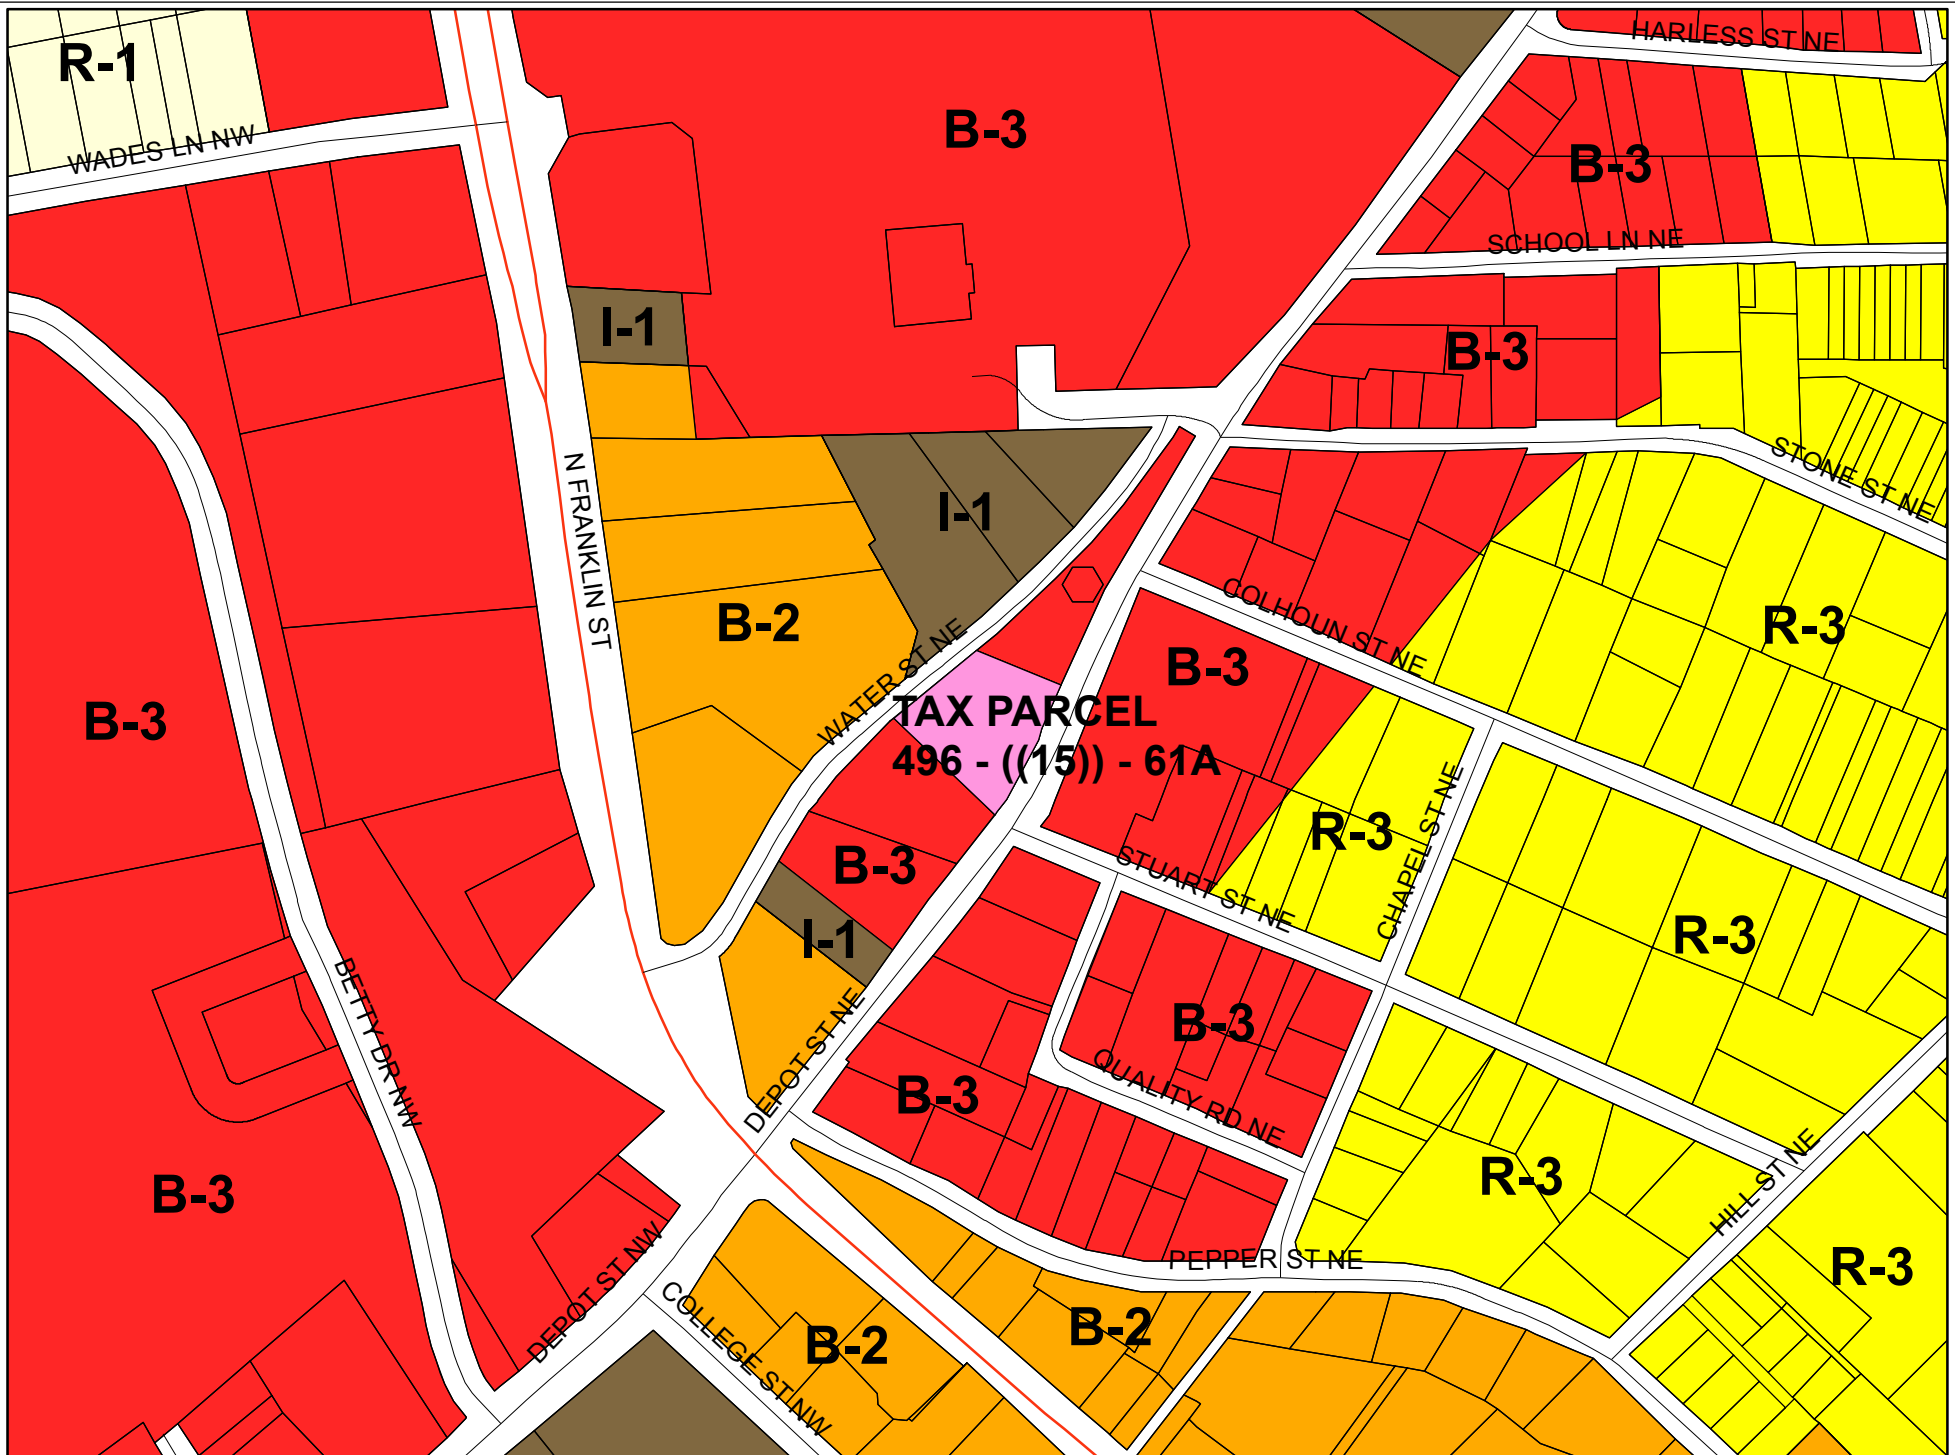 HARLESS ST NE
R-1
B-3
WADES LN NW
B-3
SCHOOL LN NE
I-1
B-3
STONE ST NE
N FRANKLIN ST
I-1
COLHOUN ST NE
B-2
R-3
WATER ST NE
B-3
B-3
TAX PARCEL
496 - ((15)) - 61A
CHAPEL ST NE
R-3
B-3
STUART ST NE
I-1
R-3
BETTY DR NW
DEPOT ST NE
B-3
B-3
QUALITY RD NE
R-3
B-3
HILL ST NE
PEPPER ST NE
R-3
DEPOT ST NW
COLLEGE ST NW
B-2
B-2